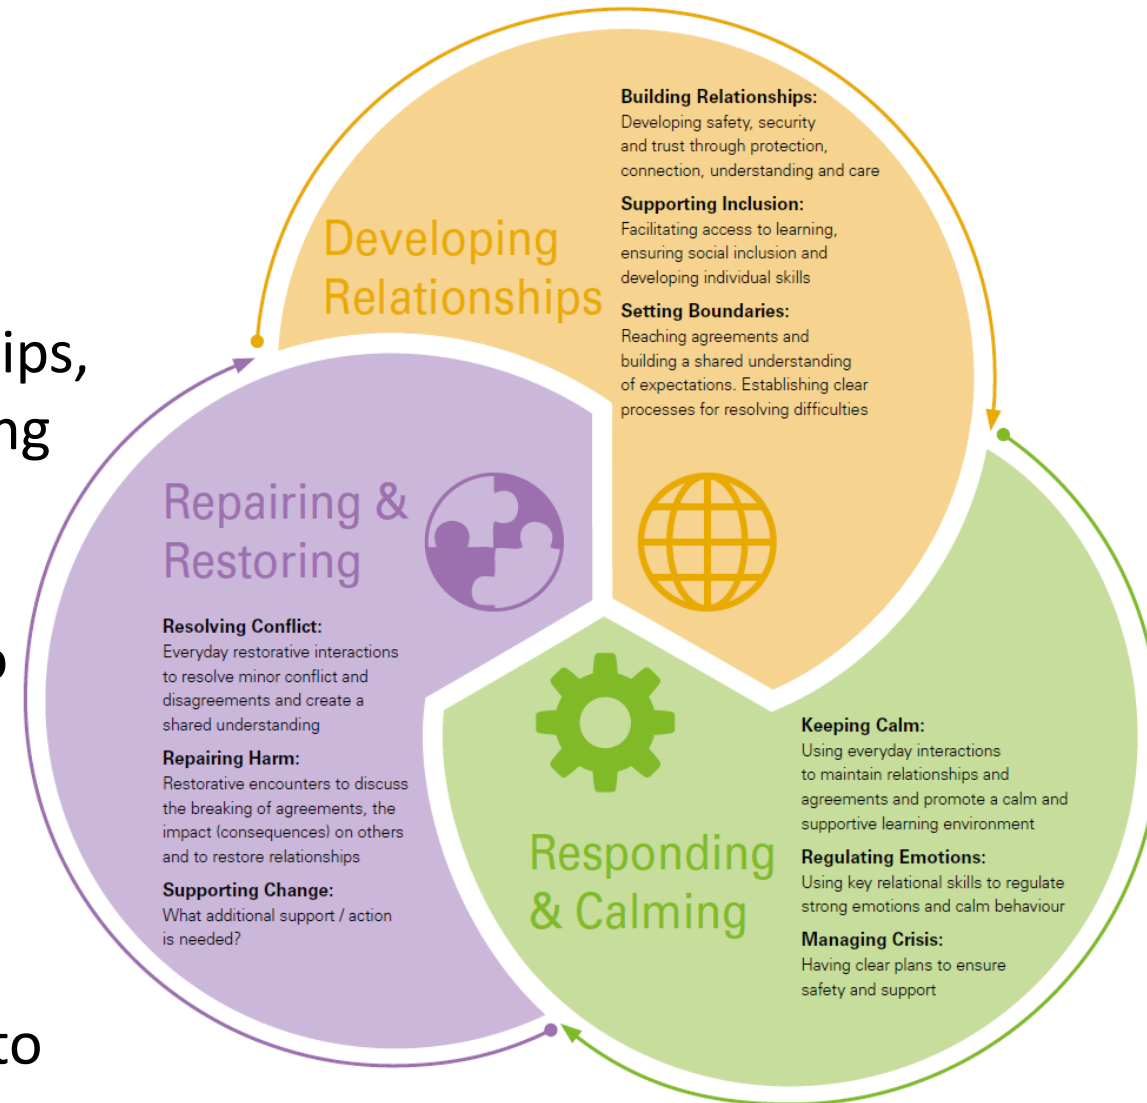 Building Relationships:
Developing safety, security
and trust through protection,
connection, understanding and care
Supporting Inclusion:
Facilitating access to learning,
ensuring social inclusion and
developing individual skills
Setting Boundaries:
Reaching agreements and
building a shared understanding
of expectations. Establishing clear
processes for resolving difficulties
Developing
Relationships
ips,
ng
to
Repairing &
Restoring
Resolving Conflict:
Everyday restorative interactions
to resolve minor conflict and
disagreements and create a
shared understanding
Repairing Harm:
Restorative encounters to discuss
the breaking of agreements, the
impact (consequences) on others
and to restore relationships
Supporting Change:
What additional support / action
is needed?
Responding
& Calming
Keeping Calm:
Using everyday interactions
to maintain relationships and
agreements and promote a calm and
supportive learning environment
Regulating Emotions:
Using key relational skills to regulate
strong emotions and calm behaviour
Managing Crisis:
Having clear plans to ensure
safety and support